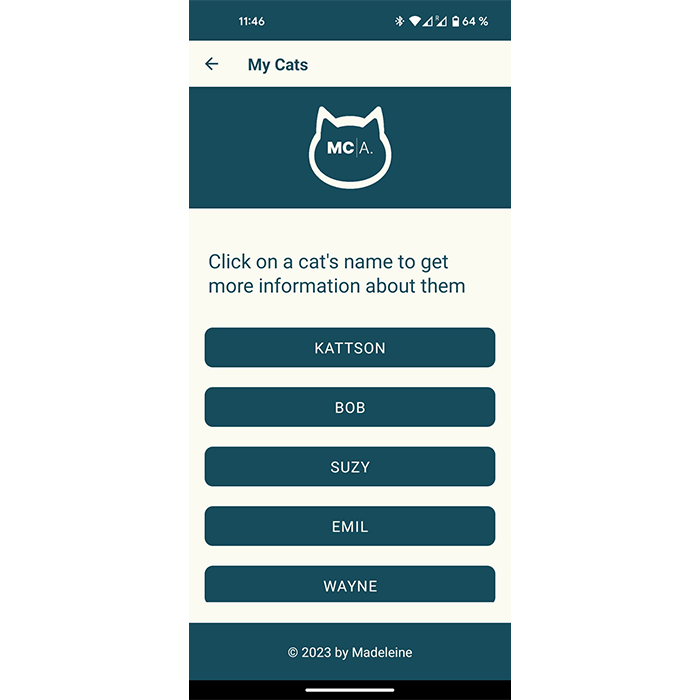 11:46 64 %
My Cats
MC|A.
Click on a cat's name to get
more information about them
KATTSON
BOB
SUZY
EMIL
WAYNE
© 2023 by Madeleine